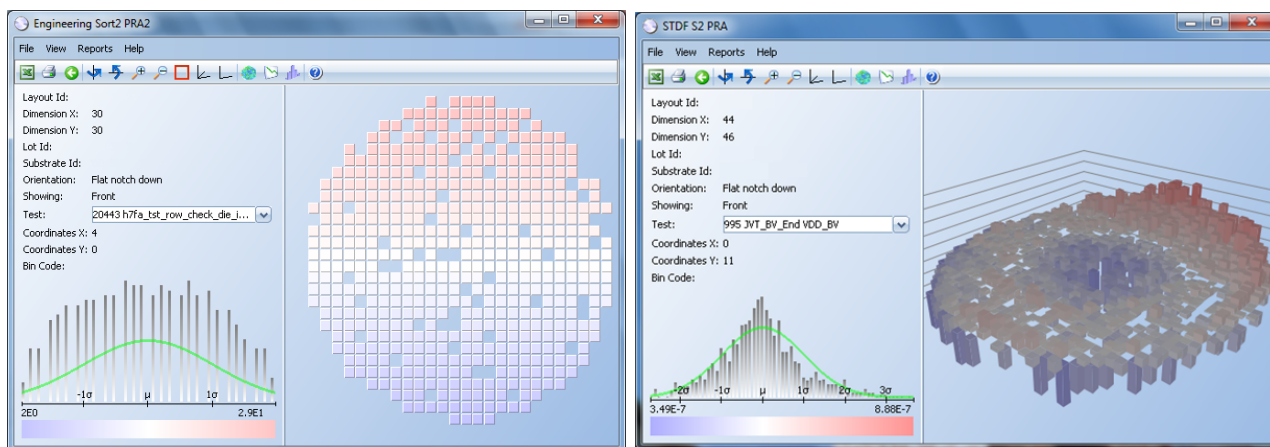 Engineering Sort2 PRA2
File View Reports Help
Layout Id:
Dimension X: 30
Dimension Y: 30
Lot Id:
Substrate Id:
Orientation: Flat notch down
Showing: Front
Test: 20443 h7fa_tst_row_check_die_i...
Coordinates X: 4
Coordinates Y: 0
Bin Code:
-1σ μ 1σ
2E0 2.9E1
STDF S2 PRA
File View Reports Help
Layout Id:
Dimension X: 44
Dimension Y: 46
Lot Id:
Substrate Id:
Orientation: Flat notch down
Showing: Front
Test: 995 JVT_BV_End VDD_BV
Coordinates X: 0
Coordinates Y: 11
Bin Code:
-2σ -1σ μ 1σ 2σ 3σ
3.49E-7 8.88E-7